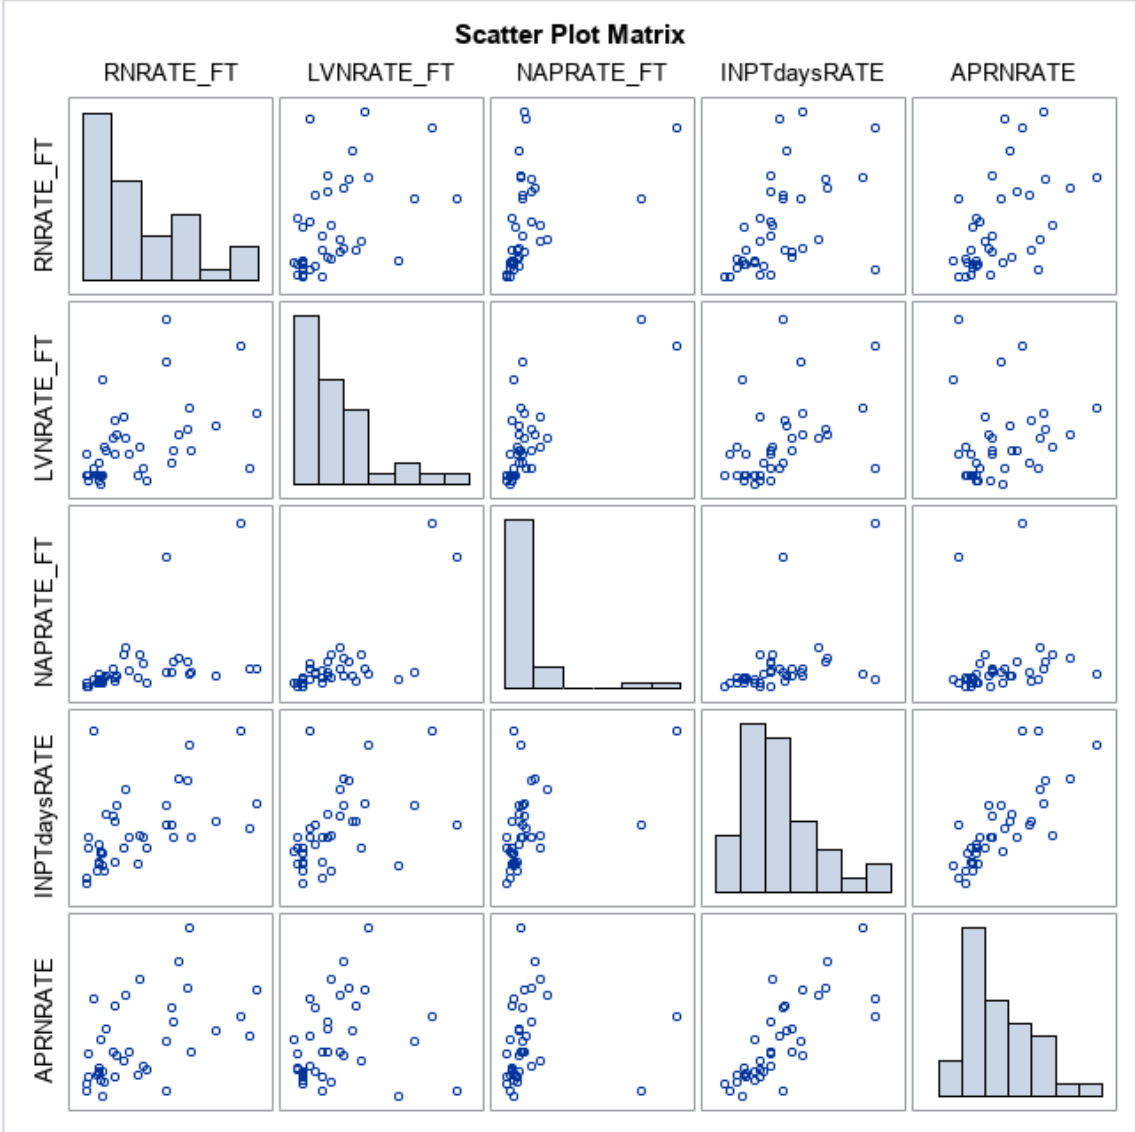 Scatter Plot Matrix
RNRATE_FT LVNRATE_FT NAPRATE_FT INPTdaysRATE APRNRATE
RNRATE_FT
LVNRATE_FT
NAPRATE_FT
INPTdaysRATE
APRNRATE